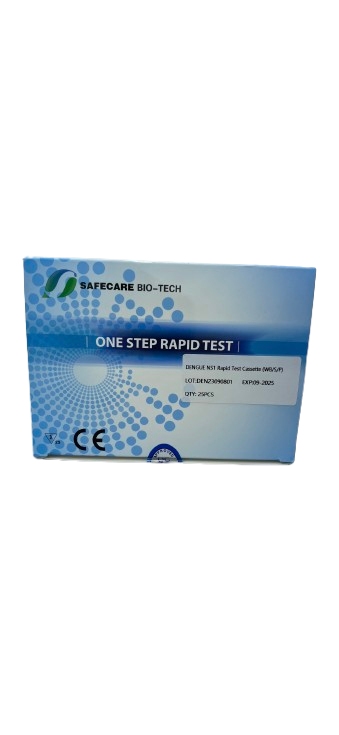 SAFECARE BIO-TECH
ONE STEP RAPID TEST
DENGUE NS1 Rapid Test Cassette (WB/S/P)
LOT:DEN23090801 EXP:09-2025
QTY: 25PCS
CE